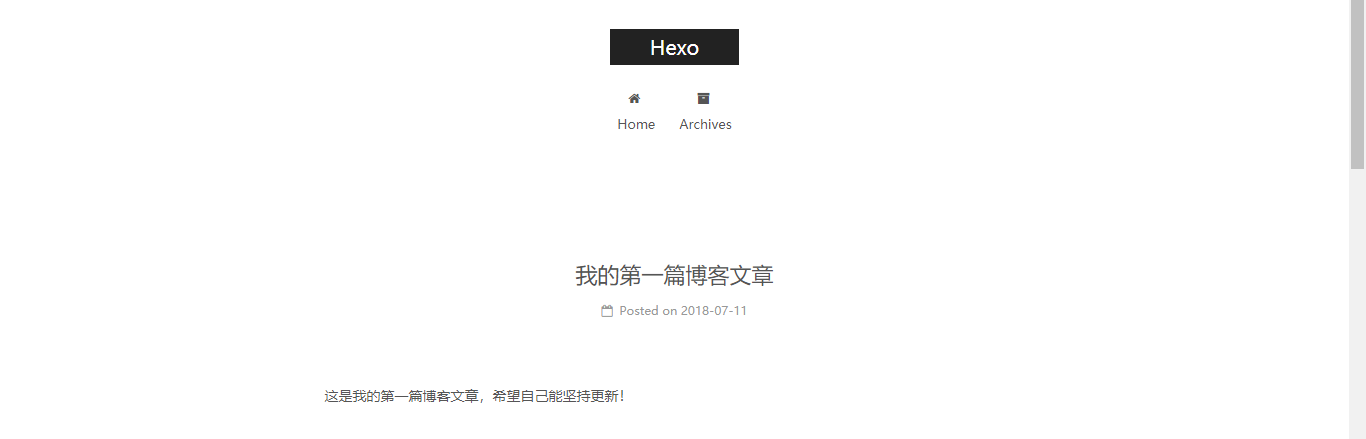 Hexo
Home
Archives
我的第一篇博客文章
Posted on 2018-07-11
这是我的第一篇博客文章，希望自己能坚持更新！